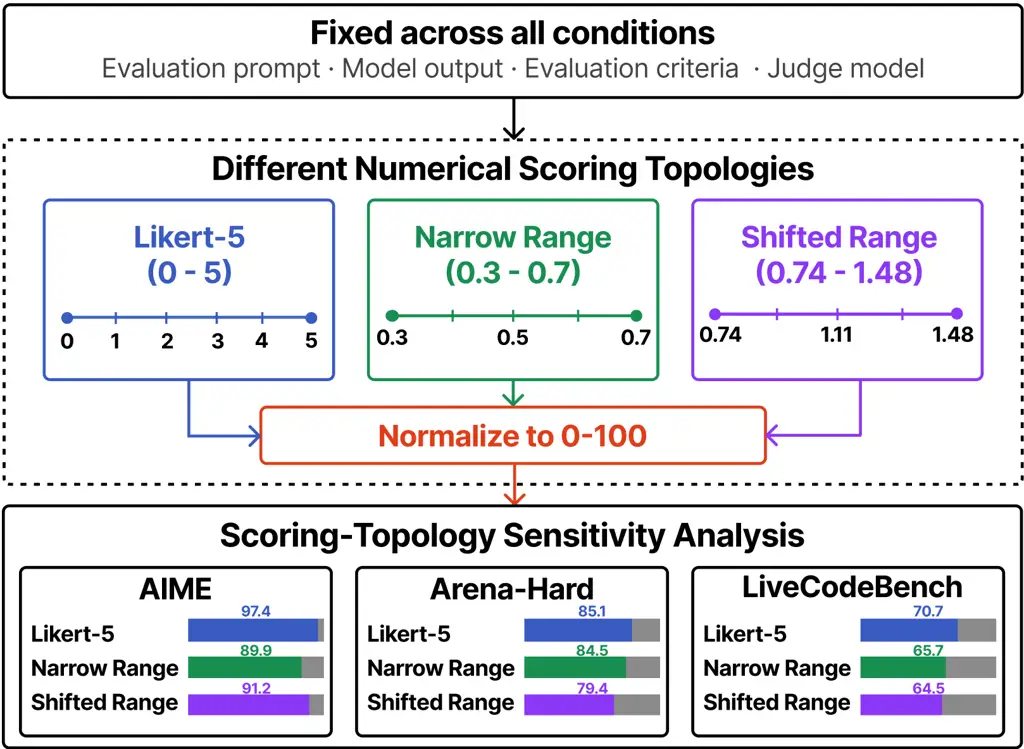 Fixed across all conditions
Evaluation prompt · Model output · Evaluation criteria · Judge model
Different Numerical Scoring Topologies
Likert-5
(0 - 5)
0 1 2 3 4 5
Narrow Range
(0.3 - 0.7)
0.3 0.5 0.7
Shifted Range
(0.74 - 1.48)
0.74 1.11 1.48
Normalize to 0-100
Scoring-Topology Sensitivity Analysis
AIME
97.4
Likert-5
89.9
Narrow Range
91.2
Shifted Range
Arena-Hard
85.1
Likert-5
84.5
Narrow Range
79.4
Shifted Range
LiveCodeBench
70.7
Likert-5
65.7
Narrow Range
64.5
Shifted Range